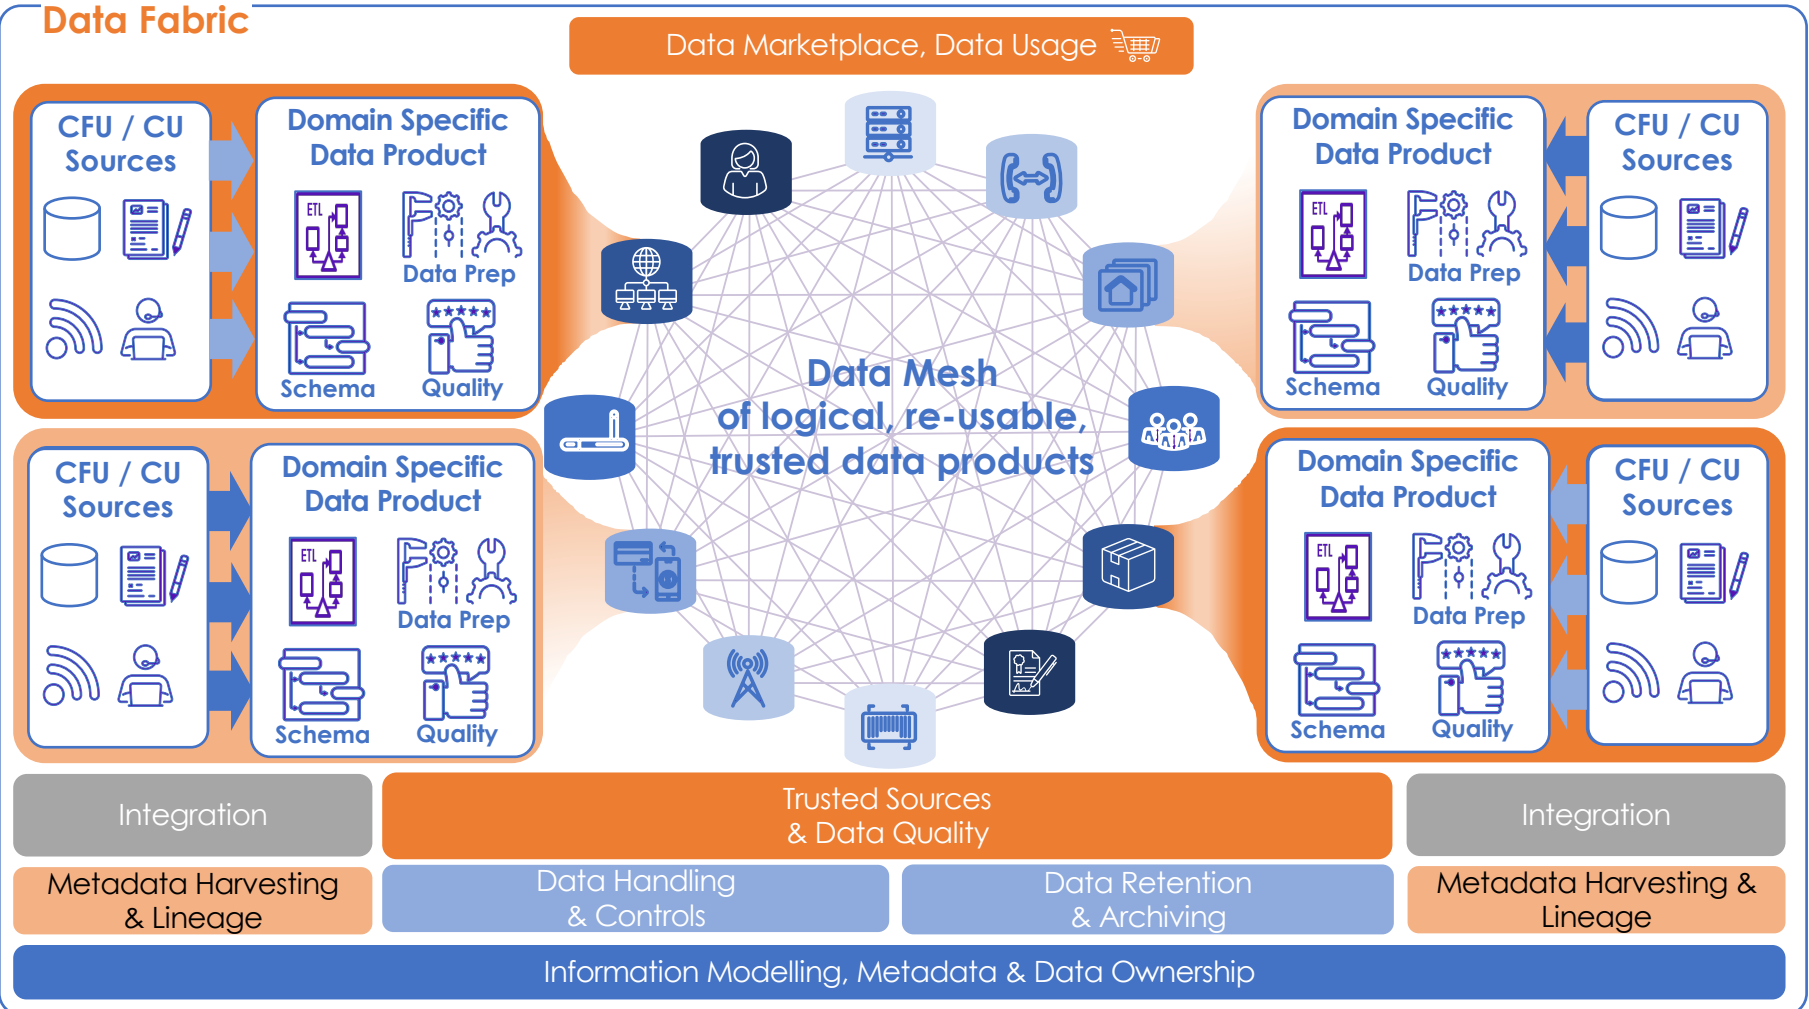 Data Fabric
Data Marketplace, Data Usage
CFU / CU
Sources
Domain Specific
Data Product
ETL
Data Prep
Schema
Quality
Domain Specific
Data Product
ETL
Data Prep
Schema
Quality
CFU / CU
Sources
Data Mesh
of logical, re-usable,
trusted data products
CFU / CU
Sources
Domain Specific
Data Product
ETL
Data Prep
Schema
Quality
Domain Specific
Data Product
ETL
Data Prep
Schema
Quality
CFU / CU
Sources
Integration
Trusted Sources
& Data Quality
Integration
Metadata Harvesting
& Lineage
Data Handling
& Controls
Data Retention
& Archiving
Metadata Harvesting &
Lineage
Information Modelling, Metadata & Data Ownership